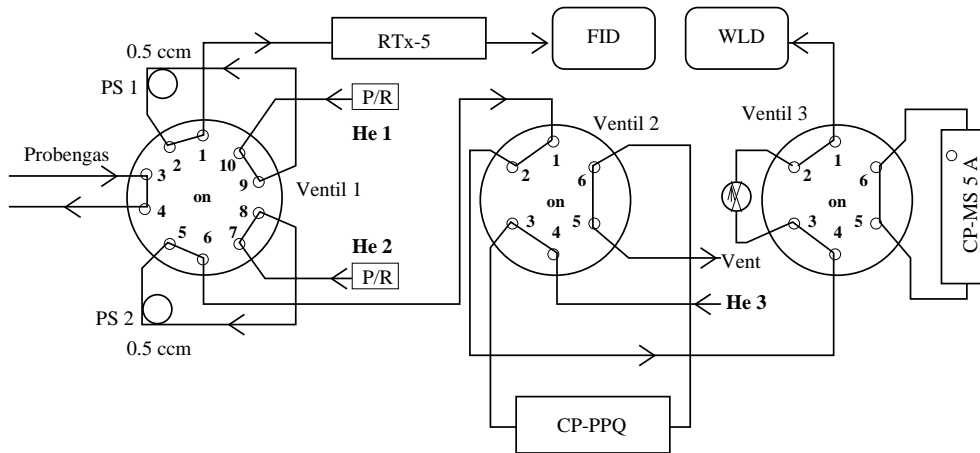 RTx-5
FID
WLD
0.5 ccm
PS 1
P/R
He 1
Ventil 2
Ventil 3
Probengas
1
2
3
4
5
6
7
8
9
10
on
Ventil 1
He 2
P/R
PS 2
0.5 ccm
1
2
3
4
5
6
on
Vent
He 3
CP-PPQ
1
2
3
4
5
6
on
CP-MS 5 A